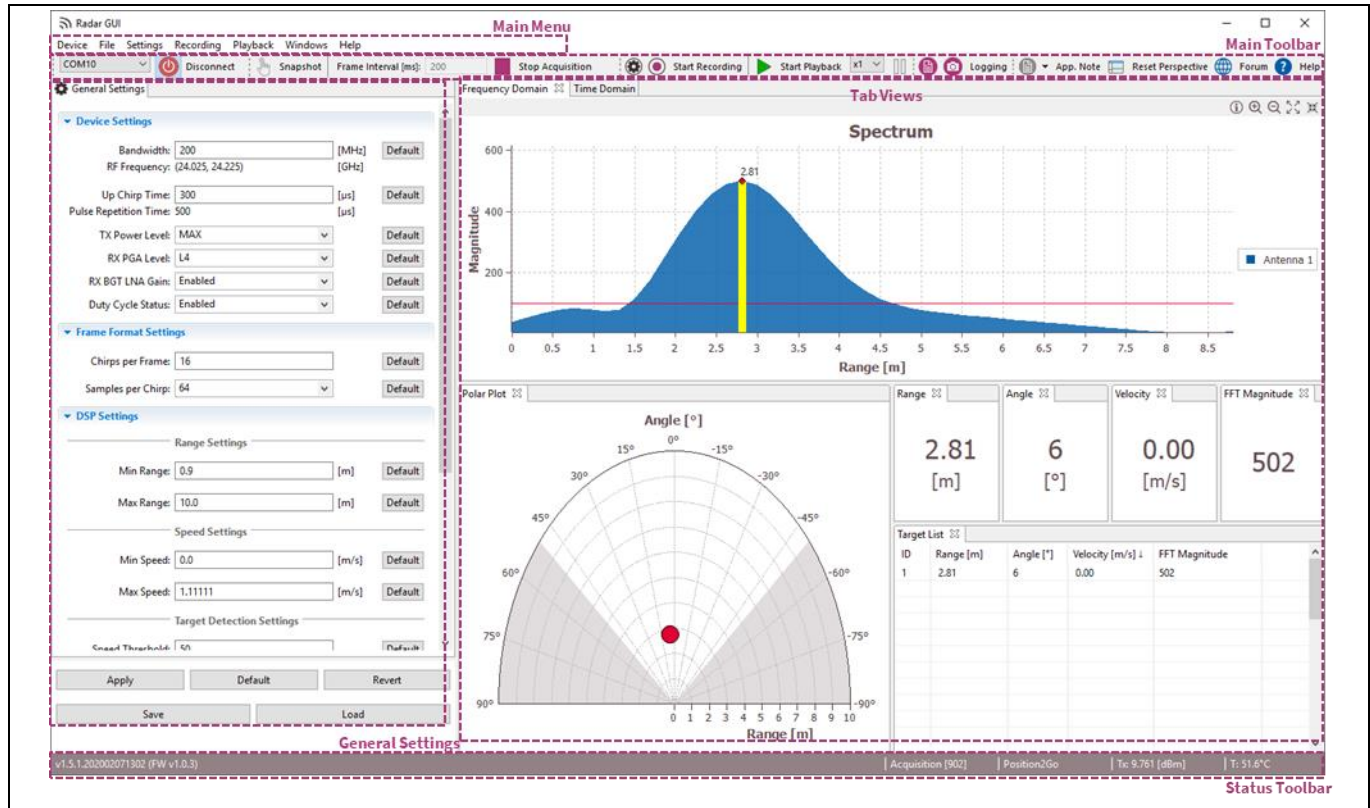 Radar GUI
Main Menu
Device File Settings Recording Playback Windows Help
Main Toolbar
COM10 Disconnect Snapshot Frame Interval [ms]: 200 Stop Acquisition Start Recording Start Playback x1 Logging App. Note Reset Perspective Forum Help
General Settings
Frequency Domain Time Domain
Tab Views
Device Settings
Bandwidth: 200 [MHz] Default
RF Frequency: (24.025, 24.225) [GHz]
Up Chirp Time: 300 [µs] Default
Pulse Repetition Time: 500 [µs]
TX Power Level: MAX Default
RX PGA Level: L4 Default
RX BGT LNA Gain: Enabled Default
Duty Cycle Status: Enabled Default
Frame Format Settings
Chirps per Frame: 16 Default
Samples per Chirp: 64 Default
DSP Settings
Range Settings
Min Range: 0.9 [m] Default
Max Range: 10.0 [m] Default
Speed Settings
Min Speed: 0.0 [m/s] Default
Max Speed: 1.11111 [m/s] Default
Target Detection Settings
Speed Threshold: 50 Default
Apply Default Revert
Save Load
General Settings
Spectrum
600
400
200
Magnitude
2.81
Antenna 1
0 0.5 1 1.5 2 2.5 3 3.5 4 4.5 5 5.5 6 6.5 7 7.5 8 8.5
Range [m]
Polar Plot
Angle [°]
0°
15° -15°
30° -30°
45° -45°
60° -60°
75° -75°
90° -90°
0 1 2 3 4 5 6 7 8 9 10
Range [m]
Range Angle Velocity FFT Magnitude
2.81 6 0.00 502
[m] [°] [m/s]
Target List
ID Range [m] Angle [°] Velocity [m/s] ↓ FFT Magnitude
1 2.81 6 0.00 502
v1.5.1.202002071302 (FW v1.0.3) Acquisition [902] Position2Go Tx: 9.761 [dBm] T: 51.6°C
Status Toolbar